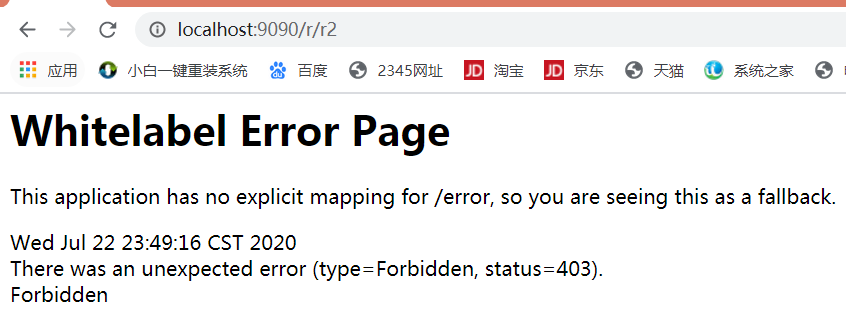 localhost:9090/r/r2
应用 小白一键重装系统 百度 2345网址 JD 淘宝 JD 京东 天猫 系统之家
Whitelabel Error Page
This application has no explicit mapping for /error, so you are seeing this as a fallback.
Wed Jul 22 23:49:16 CST 2020
There was an unexpected error (type=Forbidden, status=403).
Forbidden